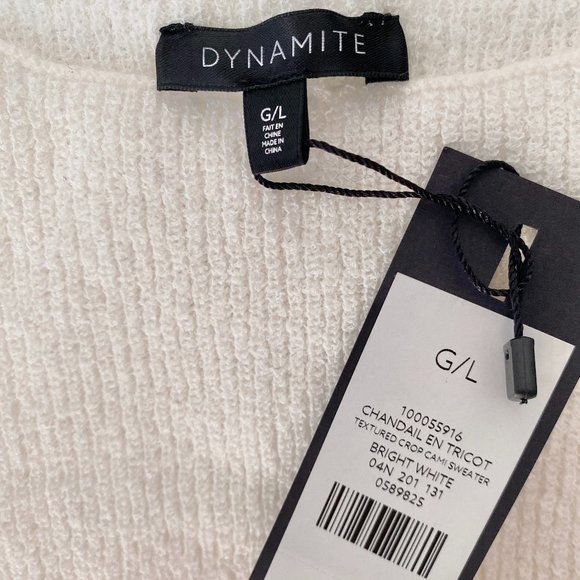 DYNAMITE
G/L
FAIT EN
CHINE
MADE IN
CHINA
G/L
100055916
CHANDAIL EN TRICOT
TEXTURED CROP CAMI SWEATER
BRIGHT WHITE
04N 201 131
0589825